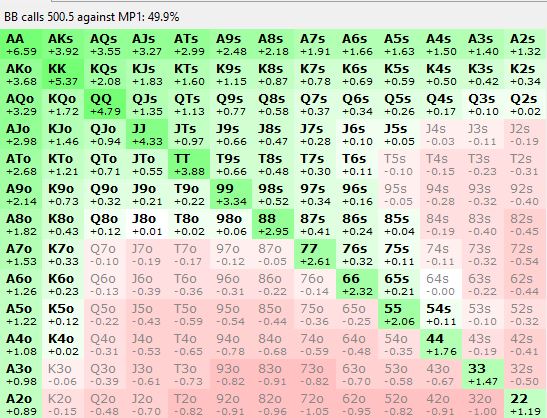 BB calls 500.5 against MP1: 49.9%
AA AKs AQs AJs ATs A9s A8s A7s A6s A5s A4s A3s A2s
+6.59 +3.92 +3.55 +3.27 +2.99 +2.48 +2.18 +1.91 +1.66 +1.63 +1.50 +1.40 +1.32
AKo KK KQs KJs KTs K9s K8s K7s K6s K5s K4s K3s K2s
+3.68 +5.37 +2.08 +1.83 +1.60 +1.15 +0.87 +0.78 +0.69 +0.59 +0.50 +0.42 +0.34
AQo KQo QQ QJs QTs Q9s Q8s Q7s Q6s Q5s Q4s Q3s Q2s
+3.29 +1.72 +4.79 +1.35 +1.13 +0.77 +0.58 +0.37 +0.34 +0.26 +0.17 +0.10 +0.02
AJo KJo QJo JJ JTs J9s J8s J7s J6s J5s J4s J3s J2s
+2.98 +1.46 +0.94 +4.33 +0.97 +0.66 +0.47 +0.28 +0.10 +0.05 -0.03 -0.11 -0.19
ATo KTo QTo JTo TT T9s T8s T7s T6s T5s T4s T3s T2s
+2.68 +1.21 +0.71 +0.55 +3.88 +0.66 +0.48 +0.30 +0.11 -0.10 -0.15 -0.23 -0.31
A9o K9o Q9o J9o T9o 99 98s 97s 96s 95s 94s 93s 92s
+2.14 +0.73 +0.32 +0.21 +0.22 +3.34 +0.52 +0.34 +0.16 -0.05 -0.28 -0.32 -0.40
A8o K8o Q8o J8o T8o 98o 88 87s 86s 85s 84s 83s 82s
+1.82 +0.43 +0.12 +0.01 +0.02 +0.06 +2.95 +0.41 +0.24 +0.04 -0.19 -0.40 -0.45
A7o K7o Q7o J7o T7o 97o 87o 77 76s 75s 74s 73s 72s
+1.53 +0.33 -0.10 -0.19 -0.17 -0.12 -0.05 +2.61 +0.32 +0.11 -0.11 -0.32 -0.54
A6o K6o Q6o J6o T6o 96o 86o 76o 66 65s 64s 63s 62s
+1.26 +0.23 -0.13 -0.39 -0.36 -0.31 -0.22 -0.14 +2.32 +0.21 -0.00 -0.22 -0.44
A5o K5o Q5o J5o T5o 95o 85o 75o 65o 55 54s 53s 52s
+1.22 +0.12 -0.22 -0.43 -0.59 -0.54 -0.44 -0.36 -0.25 +2.06 +0.11 -0.10 -0.32
A4o K4o Q4o J4o T4o 94o 84o 74o 64o 54o 44 43s 42s
+1.08 +0.02 -0.31 -0.53 -0.65 -0.78 -0.68 -0.59 -0.48 -0.35 +1.76 -0.19 -0.41
A3o K3o Q3o J3o T3o 93o 83o 73o 63o 53o 43o 33 32s
+0.98 -0.06 -0.39 -0.61 -0.73 -0.82 -0.91 -0.82 -0.70 -0.58 -0.67 +1.47 -0.50
A2o K2o Q2o J2o T2o 92o 82o 72o 62o 52o 42o 32o 22
+0.89 -0.15 -0.48 -0.70 -0.82 -0.91 -0.96 -1.05 -0.95 -0.82 -0.91 -1.00 +1.19